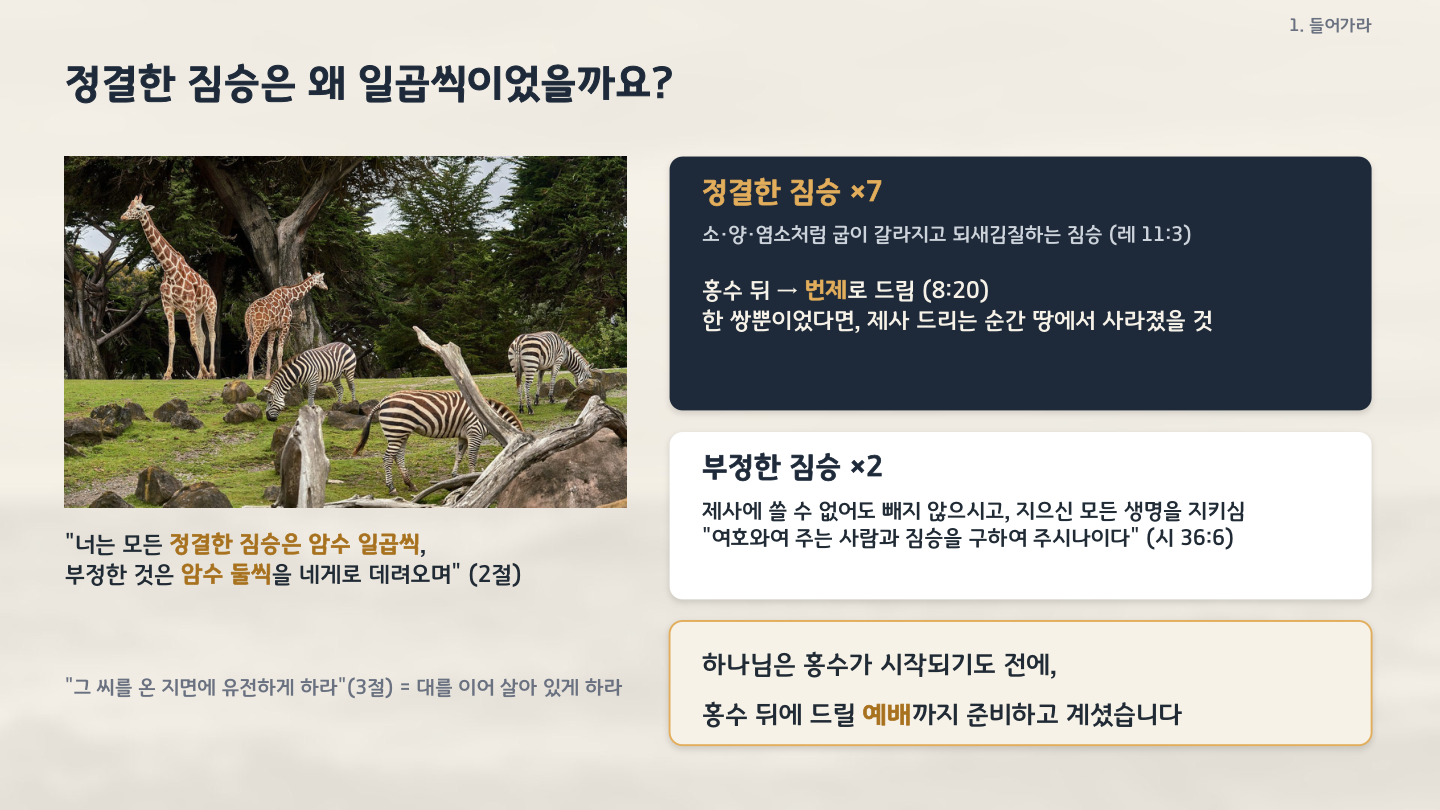 1. 들어가라
정결한 짐승은 왜 일곱씩이었을까요?
"너는 모든 정결한 짐승은 암수 일곱씩,
부정한 것은 암수 둘씩을 네게로 데려오며" (2절)
"그 씨를 온 지면에 유전하게 하라"(3절) = 대를 이어 살아 있게 하라
정결한 짐승 ×7
소·양·염소처럼 굽이 갈라지고 되새김질하는 짐승 (레 11:3)
홍수 뒤 → 번제로 드림 (8:20)
한 쌍뿐이었다면, 제사 드리는 순간 땅에서 사라졌을 것
부정한 짐승 ×2
제사에 쓸 수 없어도 빼지 않으시고, 지으신 모든 생명을 지키심
"여호와여 주는 사람과 짐승을 구하여 주시나이다" (시 36:6)
하나님은 홍수가 시작되기도 전에,
홍수 뒤에 드릴 예배까지 준비하고 계셨습니다